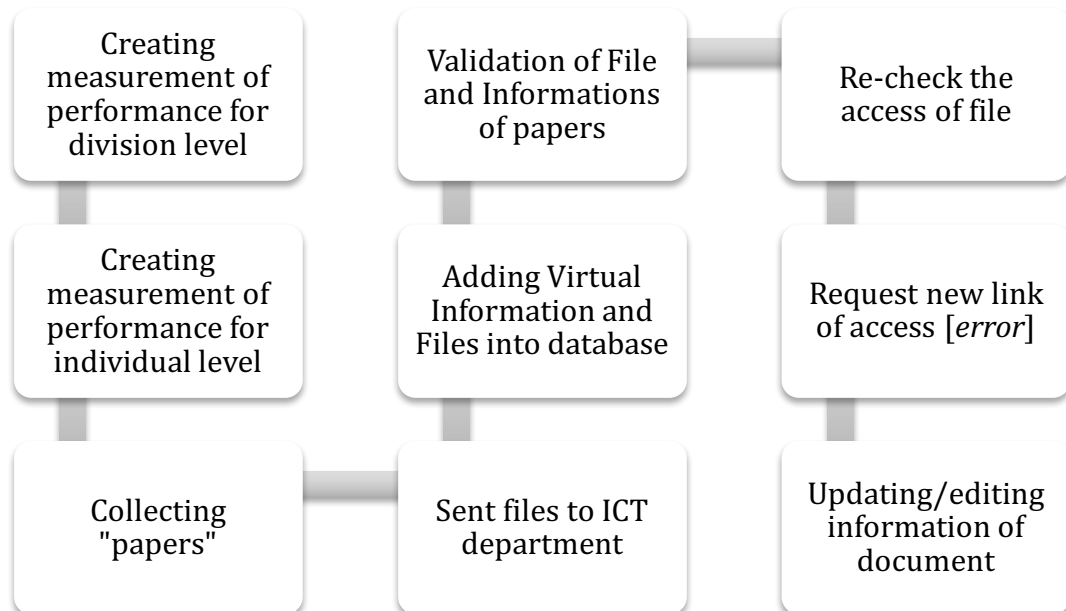 Creating
measurement of
performance for
division level
Creating
measurement of
performance for
individual level
Collecting
"papers"
Sent files to ICT
department
Adding Virtual
Information and
Files into database
Validation of File
and Informations
of papers
Re-check the
access of file
Request new link
of access [error]
Updating/editing
information of
document